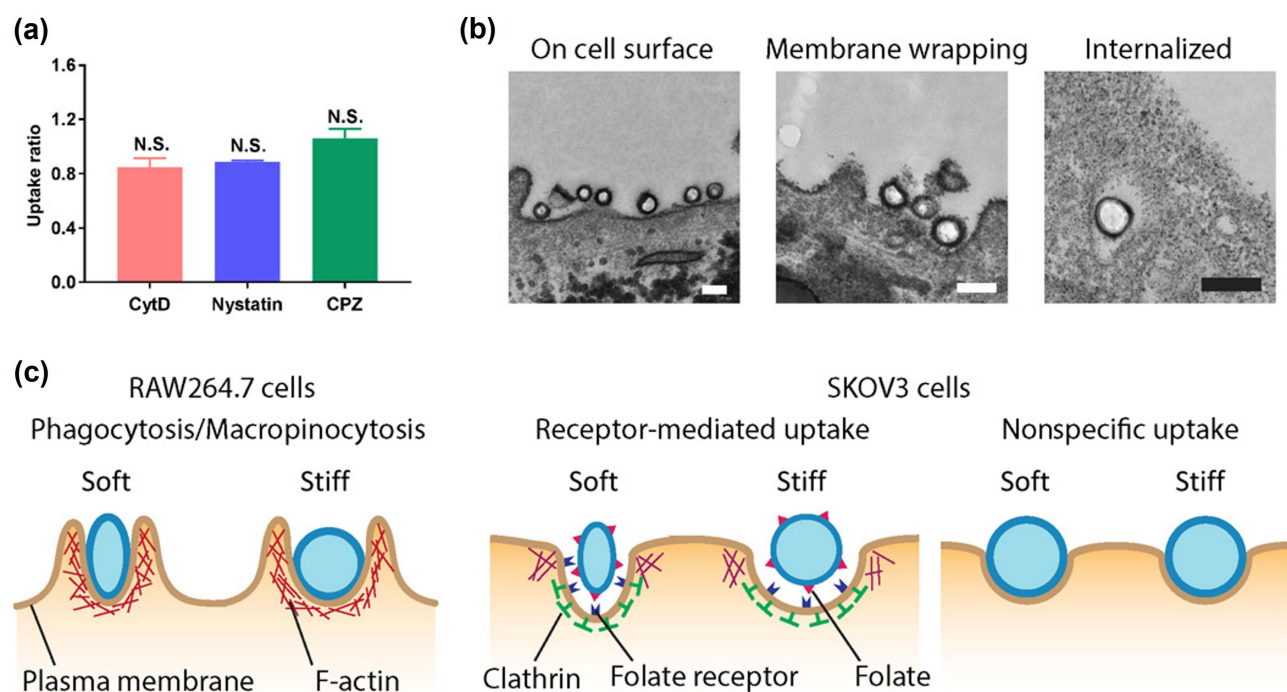 (a)
1.6
1.2
0.8
0.4
0.0
Uptake ratio
N.S.
N.S.
N.S.
CytD
Nystatin
CPZ
(b)
On cell surface
Membrane wrapping
Internalized
(c)
RAW264.7 cells
Phagocytosis/Macropinocytosis
Soft
Stiff
Plasma membrane
F-actin
SKOV3 cells
Receptor-mediated uptake
Nonspecific uptake
Soft
Stiff
Soft
Stiff
Clathrin
Folate receptor
Folate